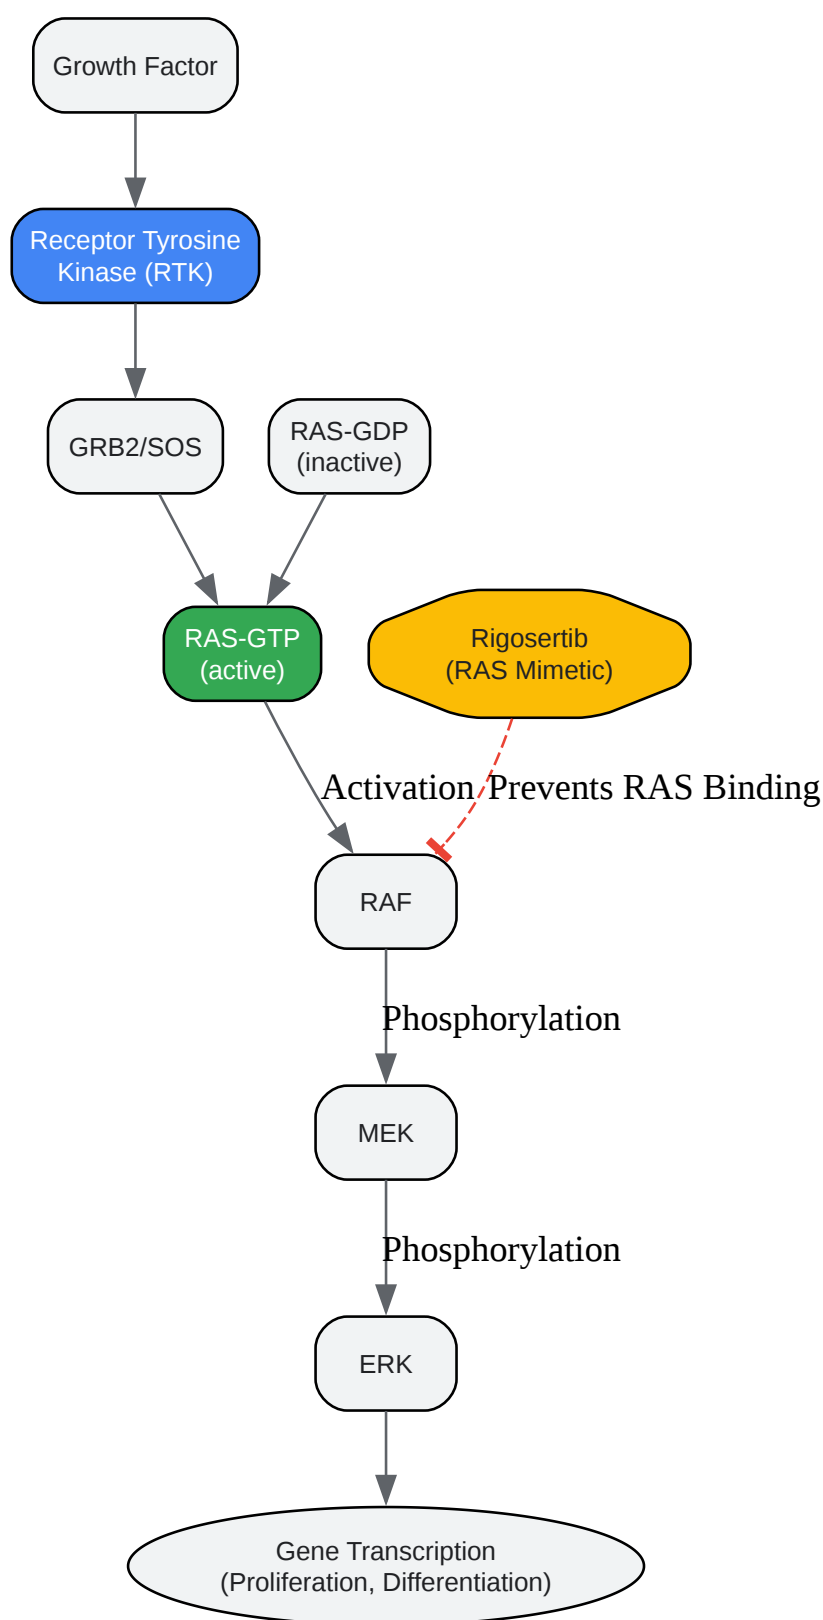 Growth Factor
Receptor Tyrosine
Kinase (RTK)
GRB2/SOS
RAS-GDP
(inactive)
RAS-GTP
(active)
Rigosertib
(RAS Mimetic)
Activation
Prevents RAS Binding
RAF
Phosphorylation
MEK
Phosphorylation
ERK
Gene Transcription
(Proliferation, Differentiation)